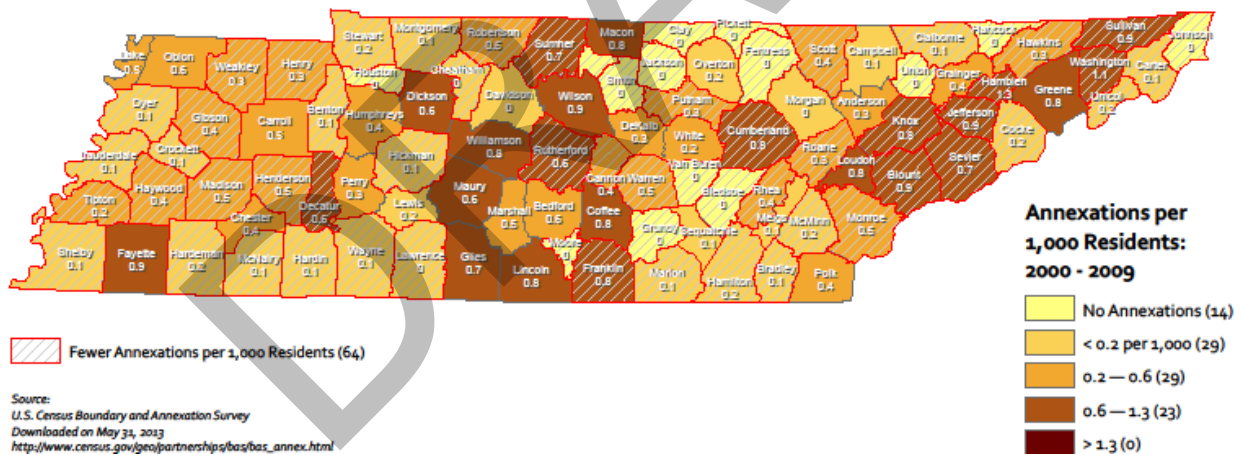 Stewart
0.2
Montgomery
0.1
Robertson
0.5
Sumner
0.7
Macon
0.8
Clay
0
Pickett
0
Fentress
0
Scott
0.4
Campbell
0.1
Claiborne
0.1
Hancock
0
Hawkins
0.3
Sullivan
0.9
Johnson
0
Lake
0.5
Obion
0.6
Weakley
0.3
Henry
0.3
Houston
0
Cheatham
0
Jackson
0
Overton
0.2
Union
0
Grainger
0.4
Hamblen
1.3
Washington
1.1
Carter
0.1
Dyer
0.1
Gibson
0.4
Carroll
0.5
Benton
0.1
Humphreys
0.4
Dickson
0.6
Davidson
0
Wilson
0.9
Putnam
0.2
Morgan
0
Anderson
0.3
Knox
0.8
Jefferson
0.9
Greene
0.8
0.2
Lauderdale
0.1
Crockett
0.1
Hickman
0.1
Williamson
0.8
Rutherford
0.6
DeKalb
0.3
White
0.2
Cumberland
0.8
Roane
0.3
Loudon
0.8
Blount
0.9
Sevier
0.7
Cocke
0.2
Tipton
0.2
Haywood
0.4
Madison
0.5
Henderson
0.5
Decatur
0.6
Perry
0.3
Lewis
0.2
Maury
0.6
Marshall
0.5
Bedford
0.6
Cannon
0.4
Warren
0.5
Van Buren
0
Bledsoe
0
Rhea
0.4
Meigs
0.1
McMinn
0.2
Monroe
0.5
Shelby
0.1
Fayette
0.9
Hardeman
0.2
Chester
0.4
McNairy
0.1
Hardin
0.1
Wayne
0.1
Lawrence
0
Giles
0.7
Lincoln
0.8
Moore
0
Coffee
0.8
Franklin
0.8
Grundy
0
Sequatchie
0.1
Marion
0.1
Hamilton
0.2
Bradley
0.1
Polk
0.4
Annexations per
1,000 Residents:
2000 - 2009
No Annexations (14)
< 0.2 per 1,000 (29)
0.2 — 0.6 (29)
0.6 — 1.3 (23)
> 1.3 (0)
Fewer Annexations per 1,000 Residents (64)
Source:
U.S. Census Boundary and Annexation Survey
Downloaded on May 31, 2013
http://www.census.gov/geo/partnerships/bas/bas_annex.html